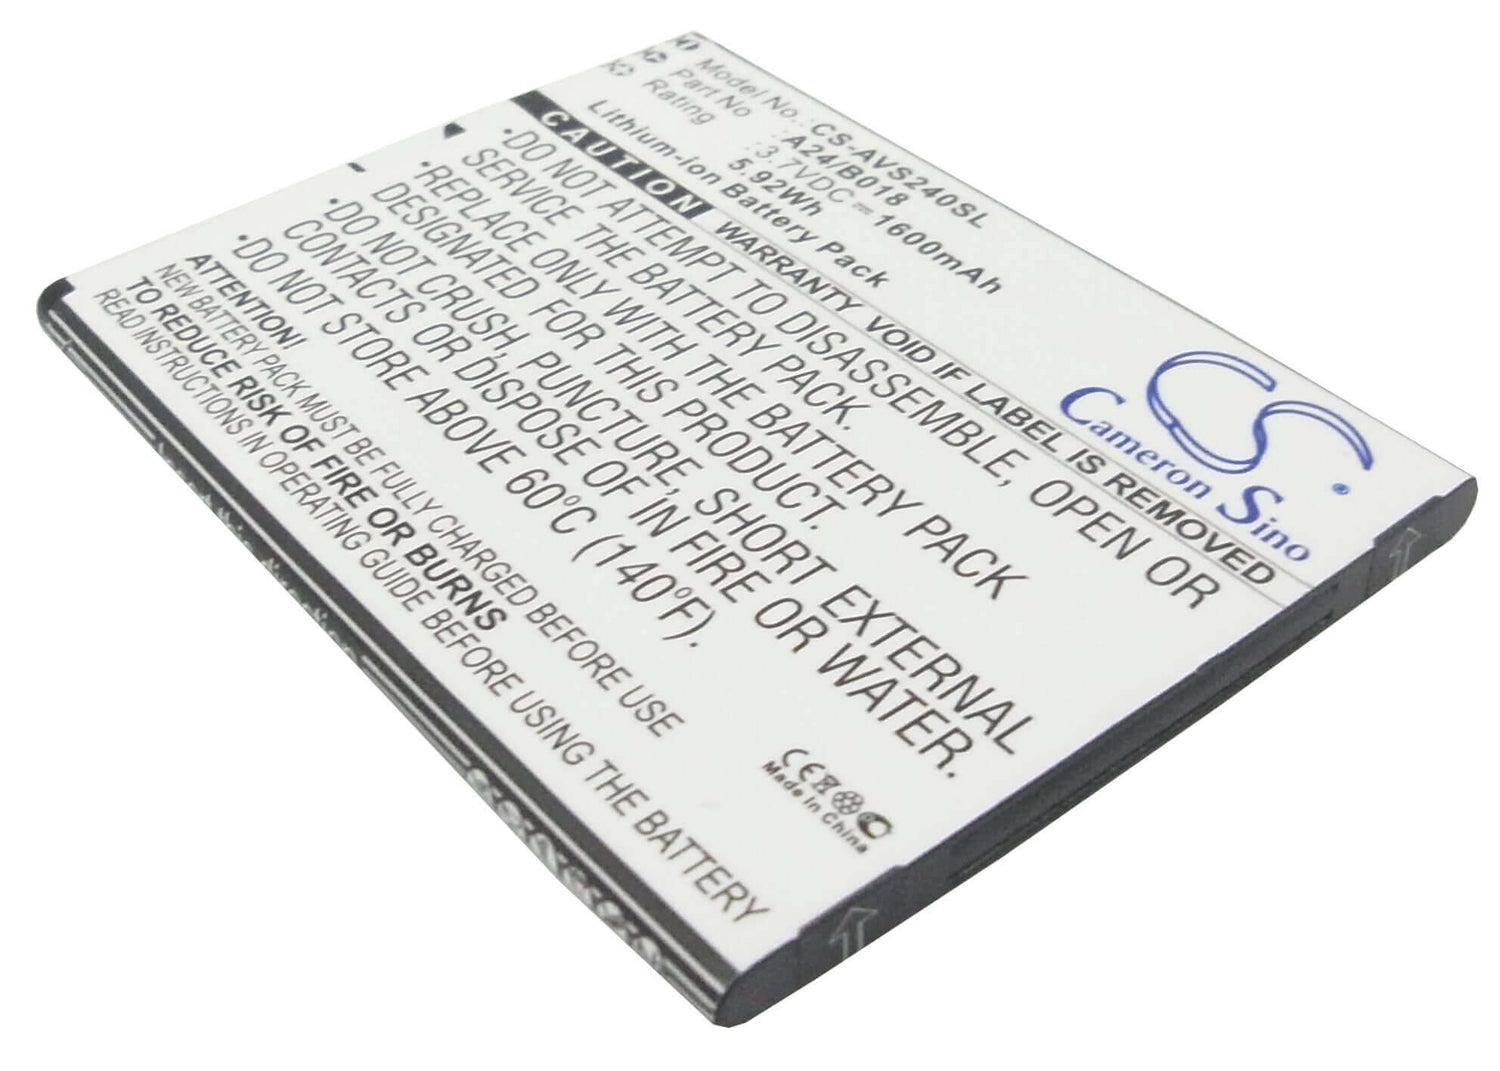 Model No.: CS-AVS240SL
Part No : A24/B018
Rating : 3.7VDC ⎓ 1600mAh
5.92Wh
Lithium-Ion Battery Pack
CAUTION WARRANTY VOID IF LABEL IS REMOVED
•DO NOT ATTEMPT TO DISASSEMBLE, OPEN OR
SERVICE THE BATTERY PACK.
•REPLACE ONLY WITH THE BATTERY PACK
DESIGNATED FOR THIS PRODUCT.
•DO NOT CRUSH, PUNCTURE, SHORT EXTERNAL
CONTACTS OR DISPOSE OF IN FIRE OR WATER.
•DO NOT STORE ABOVE 60°C (140°F).
ATTENTION!
NEW BATTERY PACK MUST BE FULLY CHARGED BEFORE USE
TO REDUCE RISK OF FIRE OR BURNS
READ INSTRUCTIONS IN OPERATING GUIDE BEFORE USING THE BATTERY
CS
Cameron Sino
®
CE
Made in China